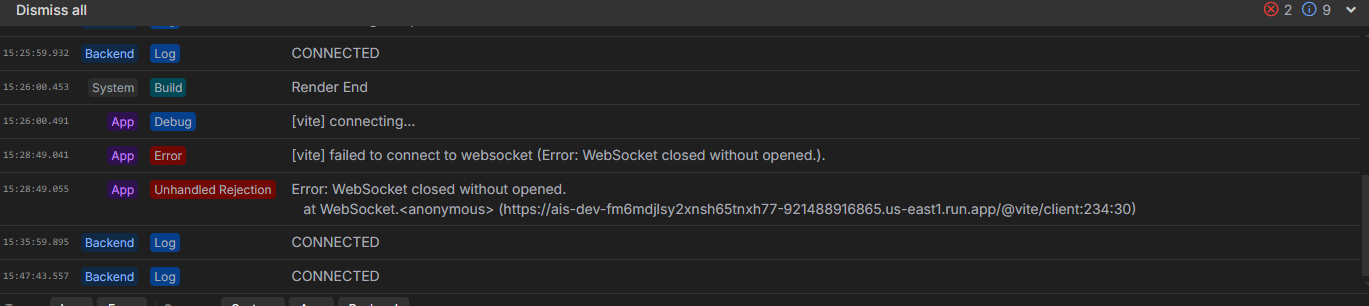 Dismiss all 2 9
15:25:59.932 Backend Log CONNECTED
15:26:00.453 System Build Render End
15:26:00.491 App Debug [vite] connecting...
15:28:49.041 App Error [vite] failed to connect to websocket (Error: WebSocket closed without opened.).
15:28:49.055 App Unhandled Rejection Error: WebSocket closed without opened.
at WebSocket.<anonymous> (https://ais-dev-fm6mdjlsy2xnsh65tnxh77-921488916865.us-east1.run.app/@vite/client:234:30)
15:35:59.895 Backend Log CONNECTED
15:47:43.557 Backend Log CONNECTED